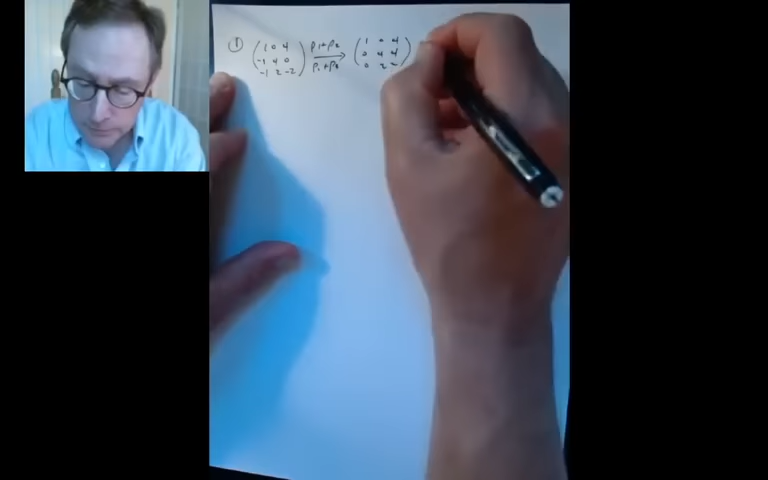 ① ( 1 0 4 ) ρ1+ρ2 ( 1 0 4 )
( -1 4 0 ) → ( 0 4 4 )
( -1 2 -2 ) ρ1+ρ3 ( 0 2 2 )